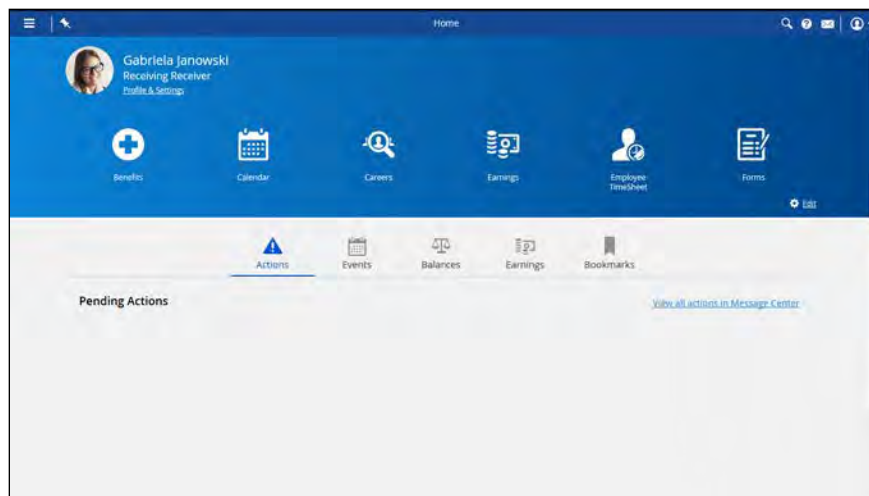 Home
Gabriela Janowski
Receiving Receiver
Profile & Settings
Benefits
Calendar
Careers
Earnings
Employee
TimeSheet
Forms
Edit
Actions
Events
Balances
Earnings
Bookmarks
Pending Actions
View all actions in Message Center